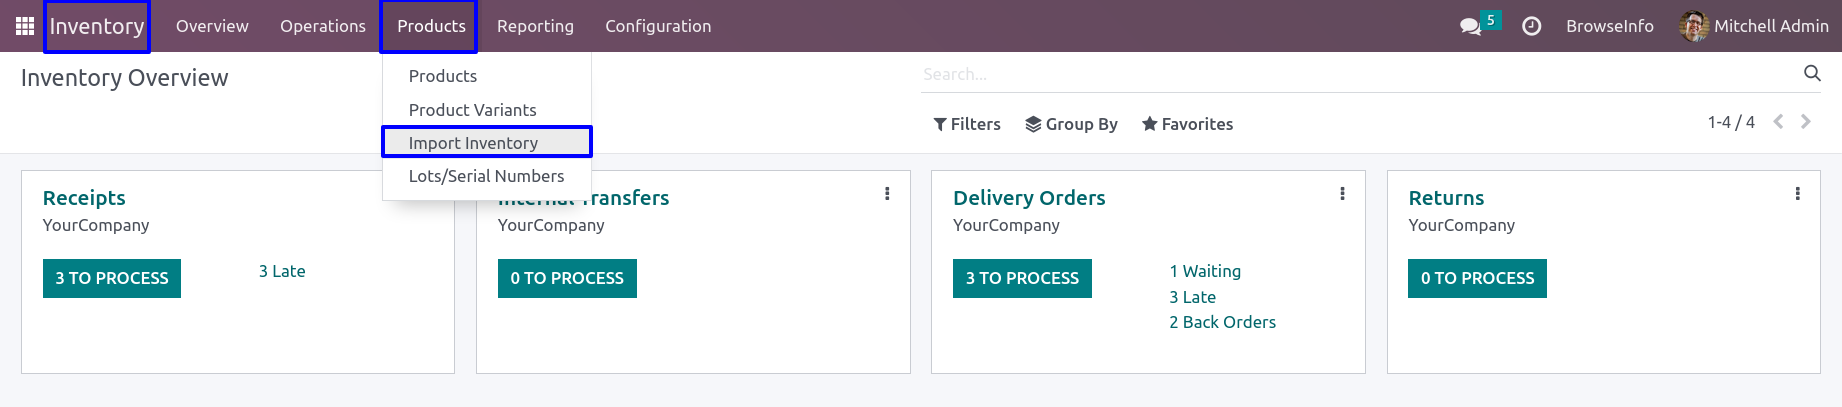 Inventory Overview Operations Products Reporting Configuration 5 BrowseInfo Mitchell Admin
Inventory Overview
Search...
Products
Product Variants
Import Inventory
Lots/Serial Numbers
Filters Group By Favorites 1-4 / 4
Receipts
YourCompany
3 TO PROCESS
3 Late
Internal Transfers
YourCompany
0 TO PROCESS
Delivery Orders
YourCompany
3 TO PROCESS
1 Waiting
3 Late
2 Back Orders
Returns
YourCompany
0 TO PROCESS